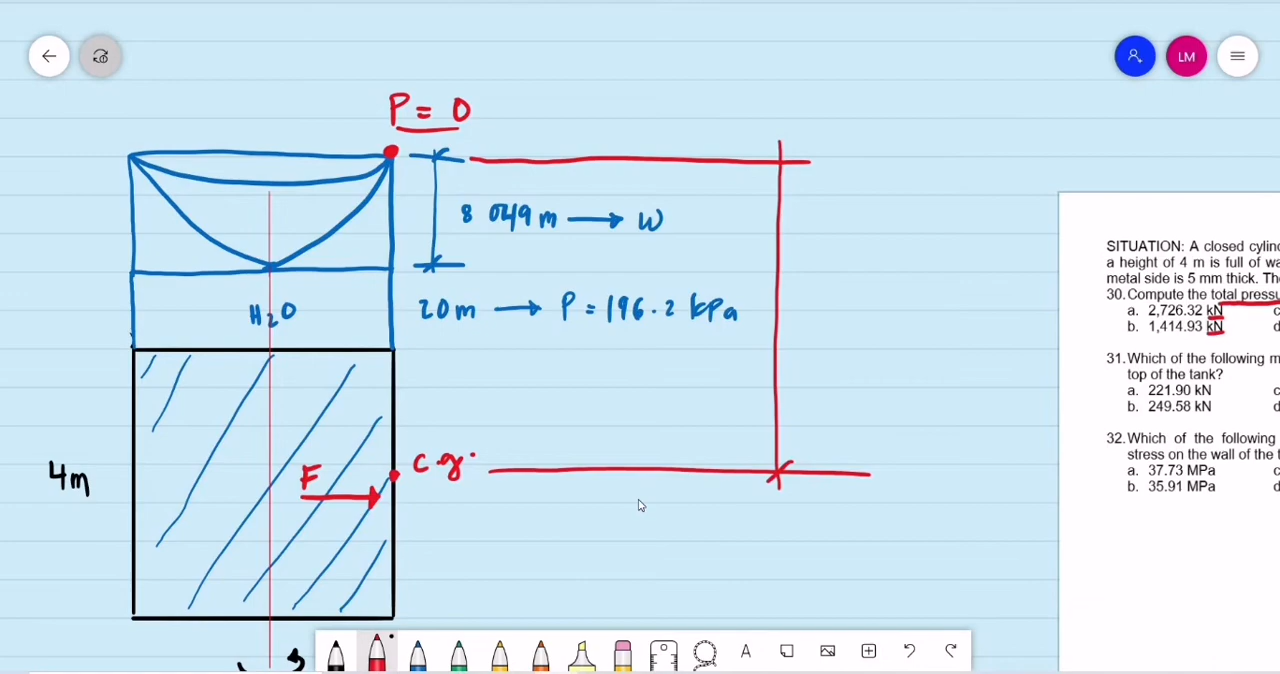 LM
P = 0
8.049m → W
H2O
20m → P = 196.2 kPa
c.g.
F
4m
SITUATION: A closed cylin
a height of 4 m is full of wa
metal side is 5 mm thick. The
30. Compute the total pressu
a. 2,726.32 kN
b. 1,414.93 kN
31. Which of the following m
top of the tank?
a. 221.90 kN
b. 249.58 kN
32. Which of the following
stress on the wall of the t
a. 37.73 MPa
b. 35.91 MPa
A